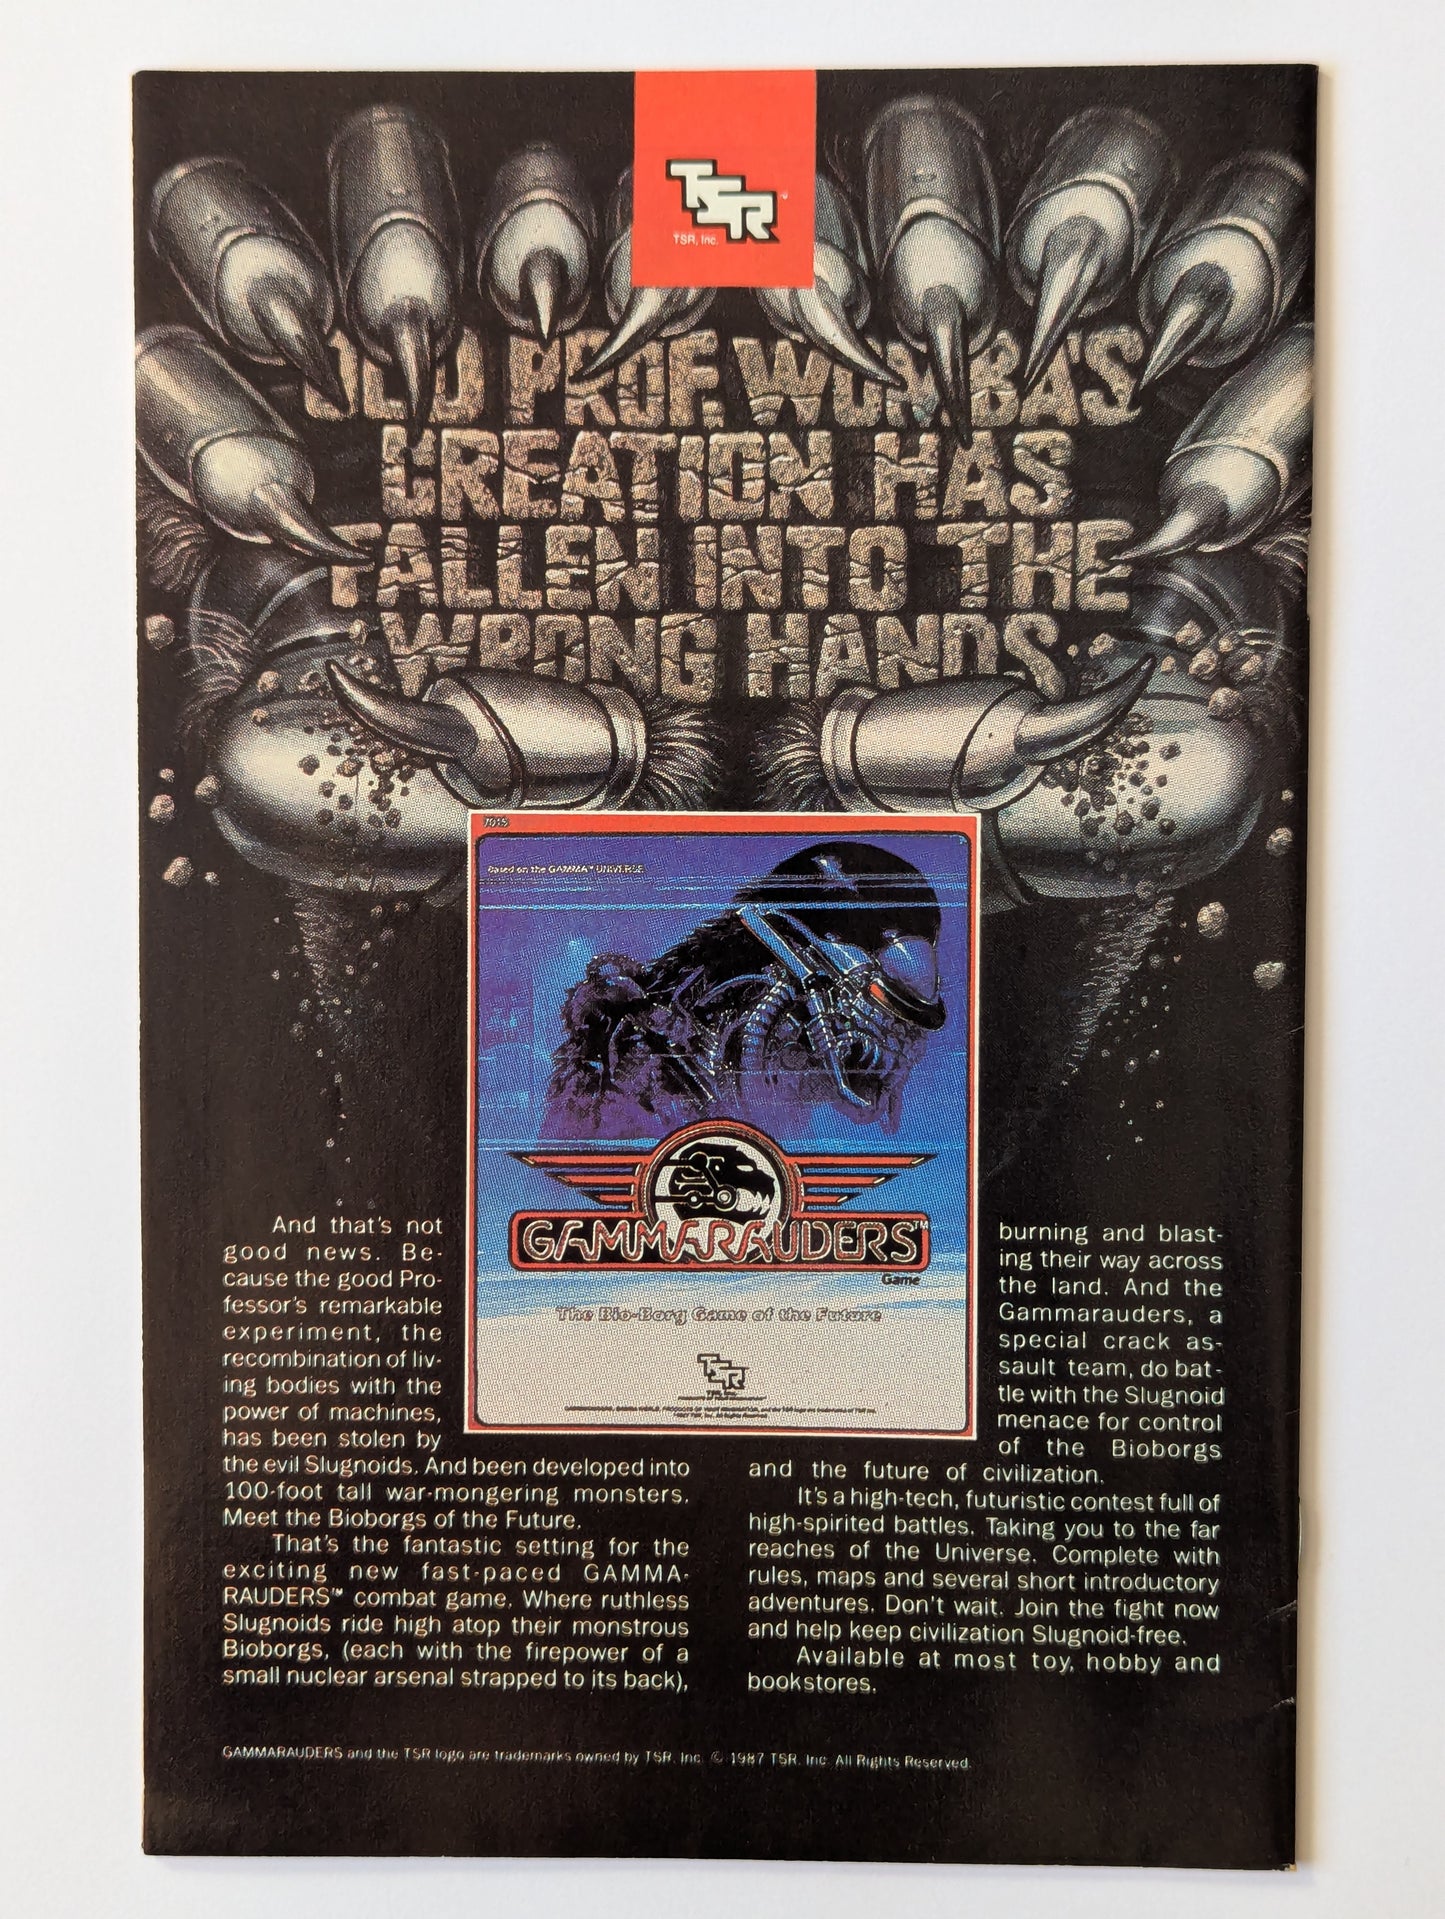 TSR
®
TSR, Inc.
OLD PROF. WOMBA'S
CREATION HAS
FALLEN INTO THE
WRONG HANDS.
7015
Based on the GAMMA™ UNIVERSE
GAMMARAUDERS™
Game
The Bio-Borg Game of the Future
TSR
TSR, Inc.
PRODUCTS OF YOUR IMAGINATION
And that's not
good news. Be-
cause the good Pro-
fessor's remarkable
experiment, the
recombination of liv-
ing bodies with the
power of machines,
has been stolen by
the evil Slugnoids. And been developed into
100-foot tall war-mongering monsters.
Meet the Bioborgs of the Future.
That's the fantastic setting for the
exciting new fast-paced GAMMA-
RAUDERS™ combat game. Where ruthless
Slugnoids ride high atop their monstrous
Bioborgs, (each with the firepower of a
small nuclear arsenal strapped to its back),
burning and blast-
ing their way across
the land. And the
Gammarauders, a
special crack as-
sault team, do bat-
tle with the Slugnoid
menace for control
of the Bioborgs
and the future of civilization.
It's a high-tech, futuristic contest full of
high-spirited battles. Taking you to the far
reaches of the Universe. Complete with
rules, maps and several short introductory
adventures. Don't wait. Join the fight now
and help keep civilization Slugnoid-free.
Available at most toy, hobby and
bookstores.
GAMMARAUDERS and the TSR logo are trademarks owned by TSR, Inc. © 1987 TSR, Inc. All Rights Reserved.